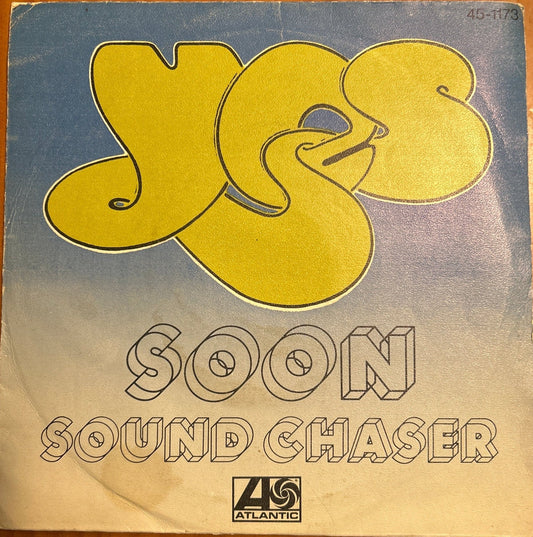 45-1173
yes
SOON
SOUND CHASER
ATLANTIC